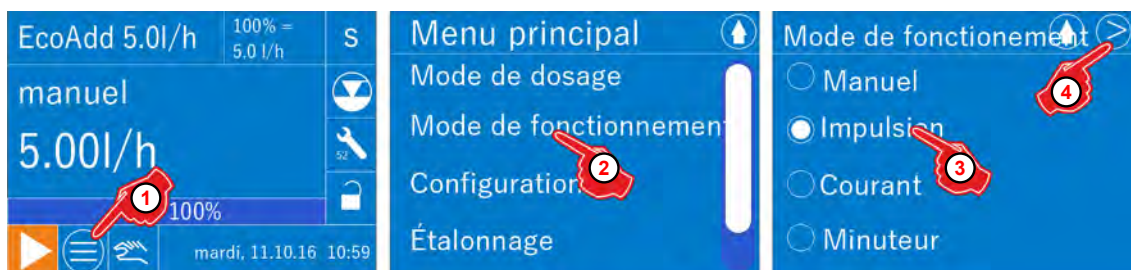 EcoAdd 5.0l/h
100% =
5.0 l/h
S
manuel
5.00l/h
52
1
100%
mardi, 11.10.16 10:59
Menu principal
Mode de dosage
Mode de fonctionnemen
2
Configuration
Étalonnage
Mode de fonctionement
Manuel
4
Impulsion
3
Courant
Minuteur